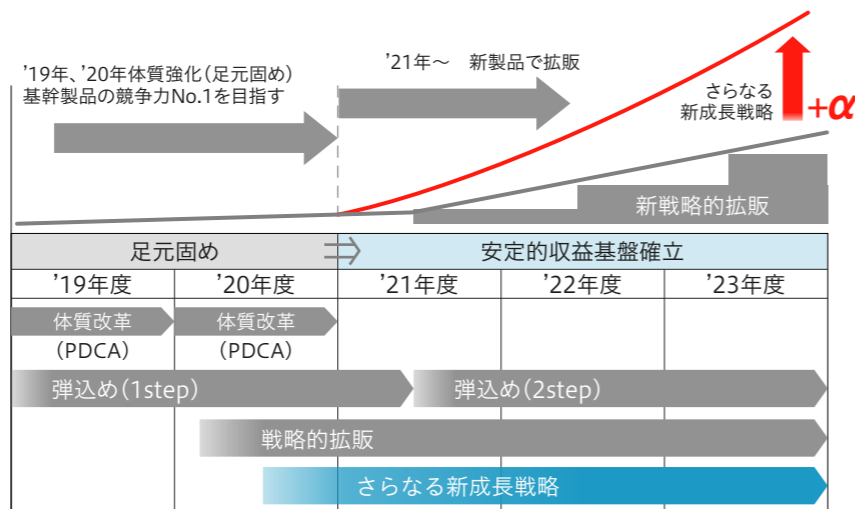 '19年、'20年体質強化(足元固め)
基幹製品の競争力No.1を目指す
'21年～ 新製品で拡販
さらなる
新成長戦略
+α
新戦略的拡販
足元固め
安定的収益基盤確立
'19年度
'20年度
'21年度
'22年度
'23年度
体質改革
(PDCA)
体質改革
(PDCA)
弾込め(1step)
弾込め(2step)
戦略的拡販
さらなる新成長戦略